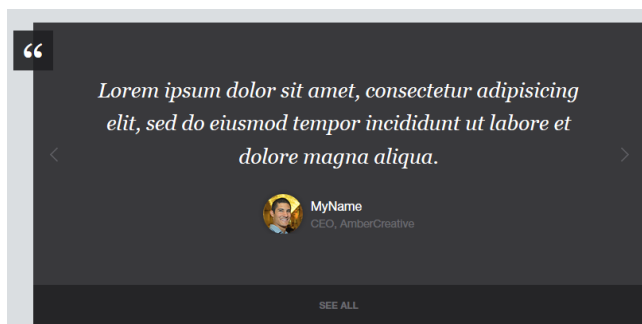 “
Lorem ipsum dolor sit amet, consectetur adipisicing
elit, sed do eiusmod tempor incididunt ut labore et
dolore magna aliqua.
MyName
CEO, AmberCreative
SEE ALL